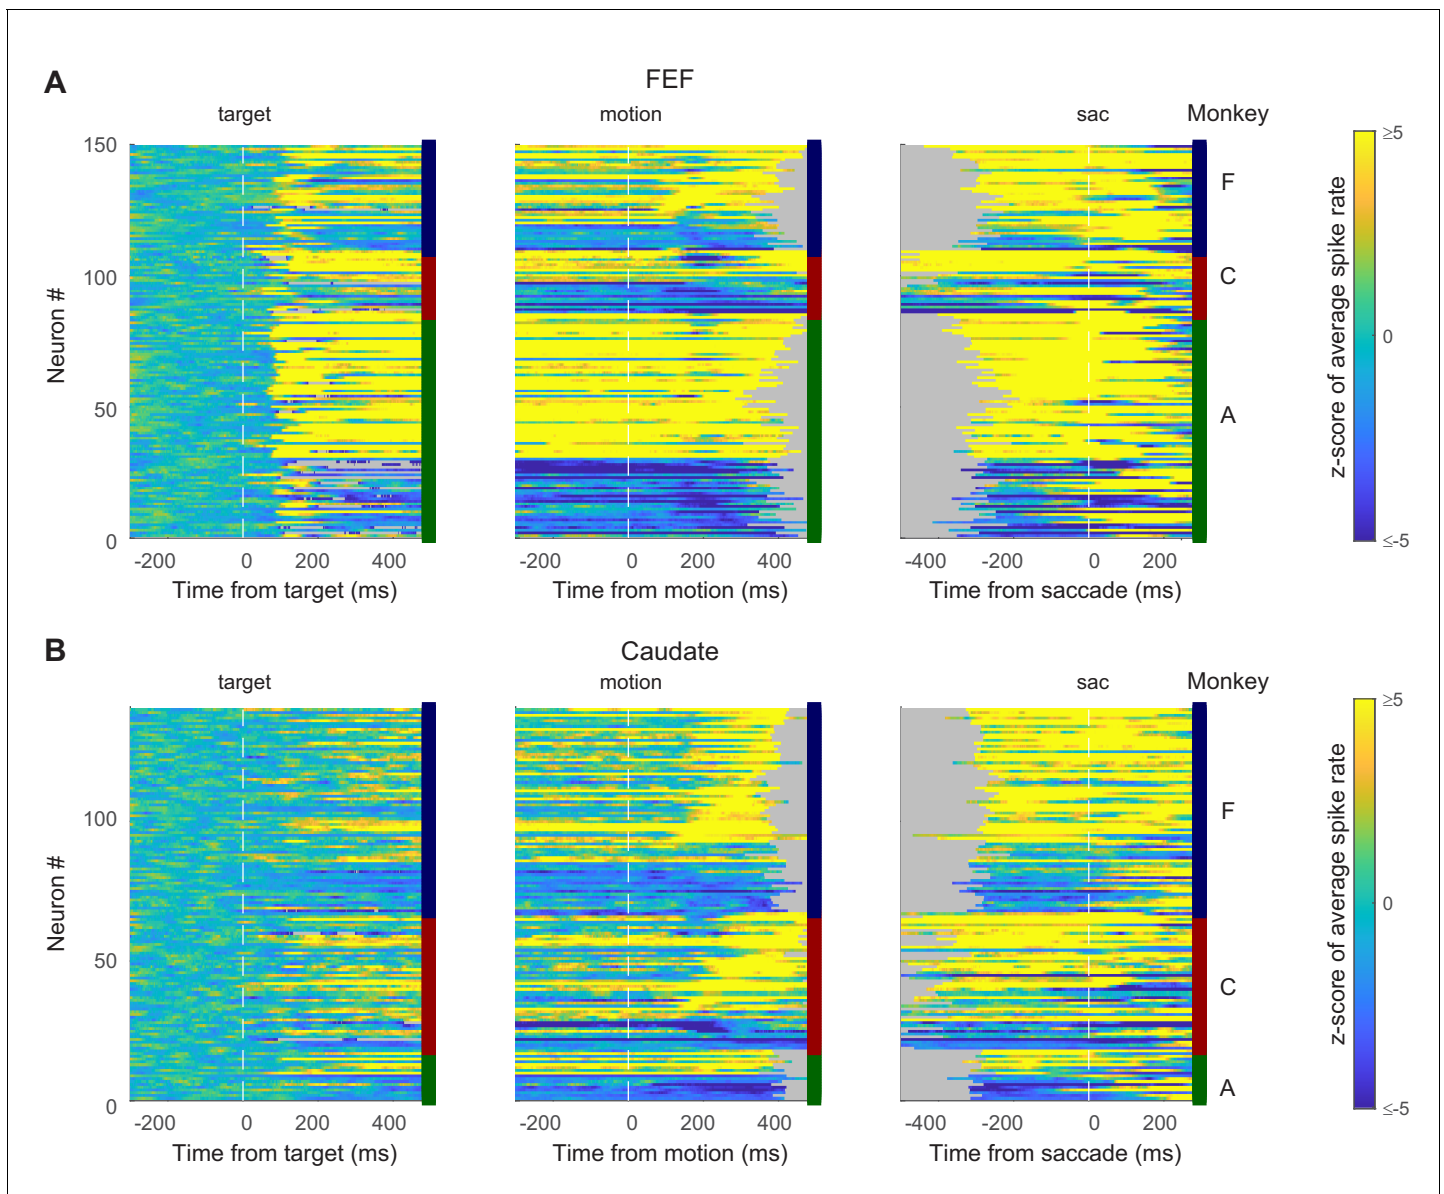 A
FEF
target
motion
sac
Monkey
150
100
50
0
Neuron #
-200 0 200 400
Time from target (ms)
-200 0 200 400
Time from motion (ms)
-400 -200 0 200
Time from saccade (ms)
F
C
A
≥5
0
≤-5
z-score of average spike rate
B
Caudate
target
motion
sac
Monkey
100
50
0
Neuron #
-200 0 200 400
Time from target (ms)
-200 0 200 400
Time from motion (ms)
-400 -200 0 200
Time from saccade (ms)
F
C
A
≥5
0
≤-5
z-score of average spike rate